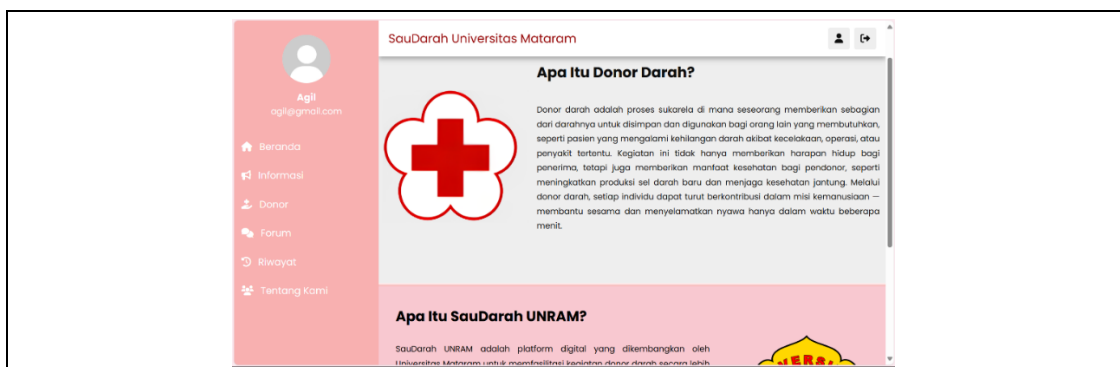 SauDarah Universitas Mataram
Agil
agil@gmail.com
Beranda
Informasi
Donor
Forum
Riwayat
Tentang Kami
Apa Itu Donor Darah?
Donor darah adalah proses sukarela di mana seseorang memberikan sebagian
dari darahnya untuk disimpan dan digunakan bagi orang lain yang membutuhkan,
seperti pasien yang mengalami kehilangan darah akibat kecelakaan, operasi, atau
penyakit tertentu. Kegiatan ini tidak hanya memberikan harapan hidup bagi
penerima, tetapi juga memberikan manfaat kesehatan bagi pendonor, seperti
meningkatkan produksi sel darah baru dan menjaga kesehatan jantung. Melalui
donor darah, setiap individu dapat turut berkontribusi dalam misi kemanusiaan —
membantu sesama dan menyelamatkan nyawa hanya dalam waktu beberapa
menit.
Apa Itu SauDarah UNRAM?
SauDarah UNRAM adalah platform digital yang dikembangkan oleh
Universitas Mataram untuk memfasilitasi kegiatan donor darah secara lebih
VERSI